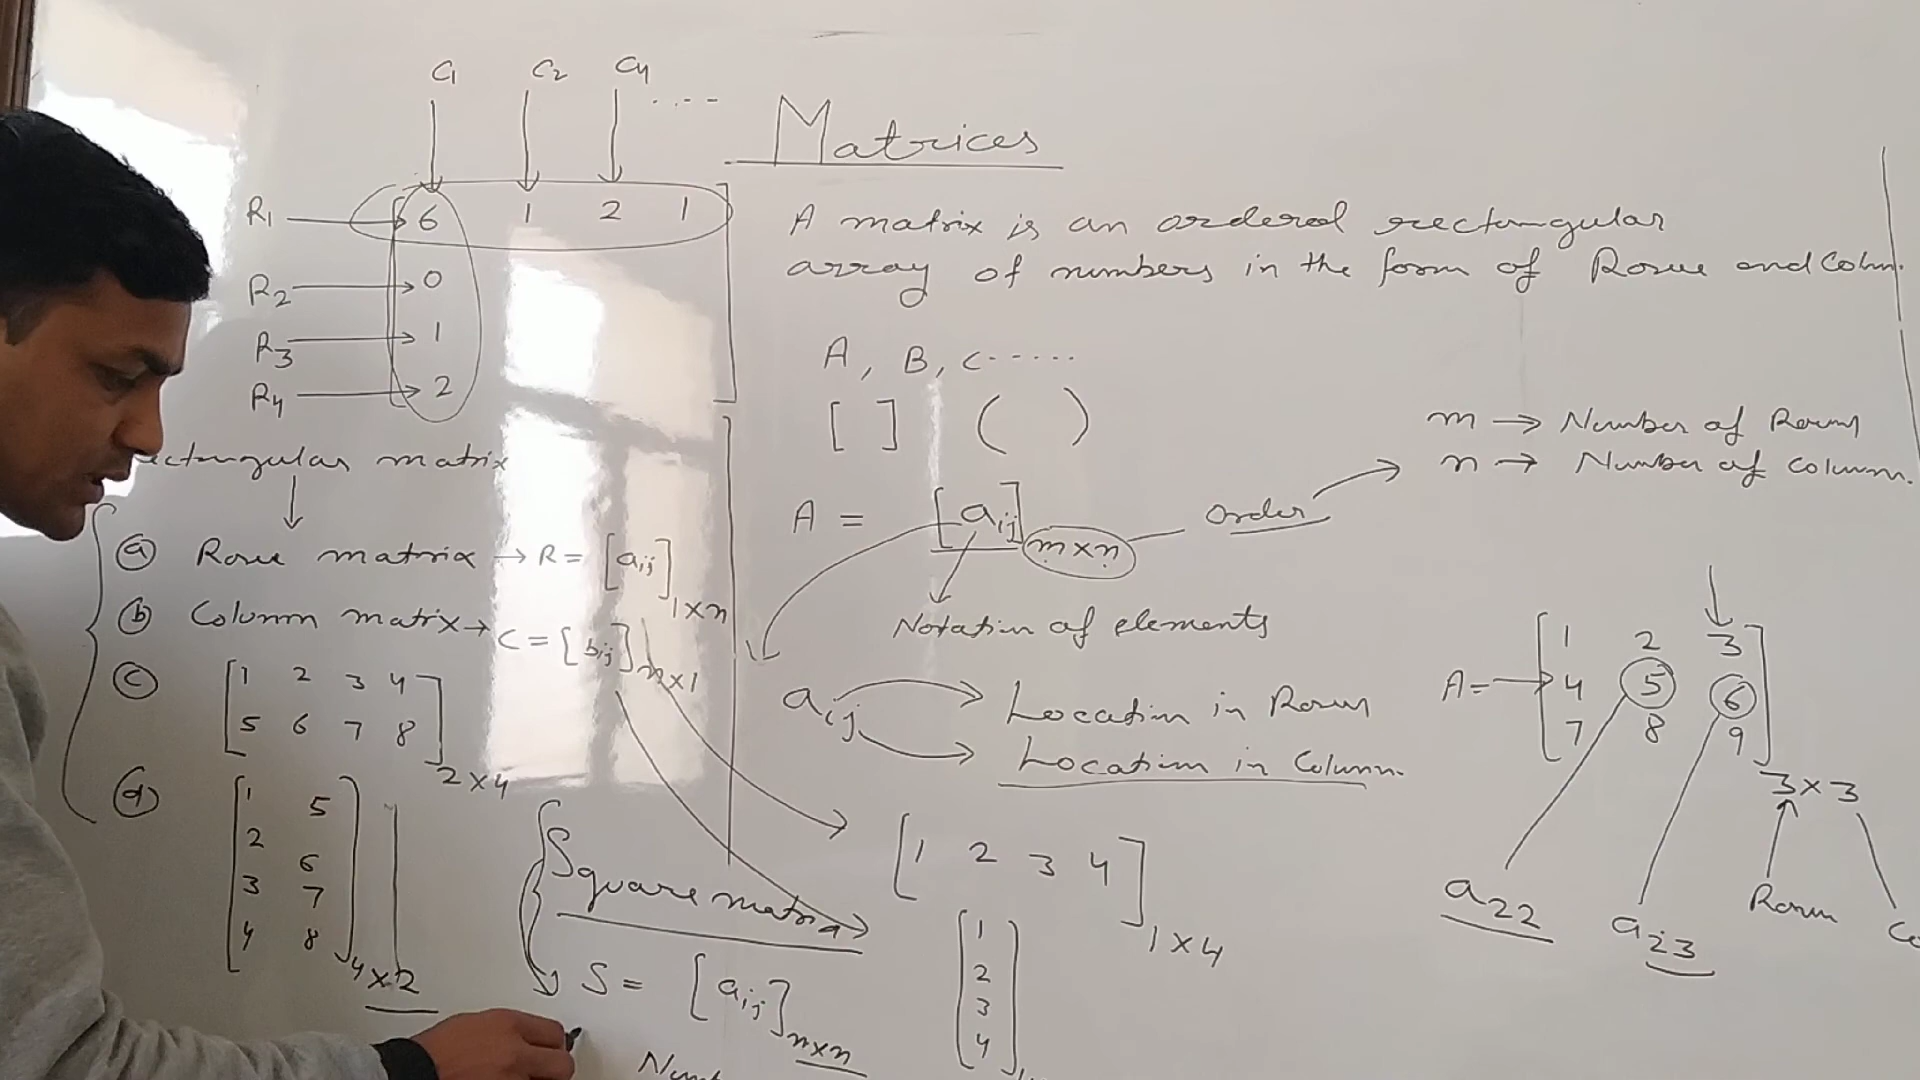 C1 C2 C4 ....
Matrices
R1 6 1 2 1
R2 0
R3 1
R4 2
A matrix is an ordered rectangular
array of numbers in the form of Rowe and Colum.
A, B, C.....
[ ] ( )
m → Number of Rows
n → Number of column.
A = [aij] m×n Order
Notation of elements
aij Location in Rows
Location in Column.
ectangular matrix
(a) Rowe matrix → R = [aij] 1×n
(b) Column matrix → C = [bij] n×1
(c) [1 2 3 4
5 6 7 8] 2×4
(d) [1 5
2 6
3 7
4 8] 4×2
Square matrix
S = [aij] n×n
[1 2 3 4] 1×4
[1
2
3
4]
A = [1 2 3
4 5 6
7 8 9] 3×3
a22
a23
Rows
Co